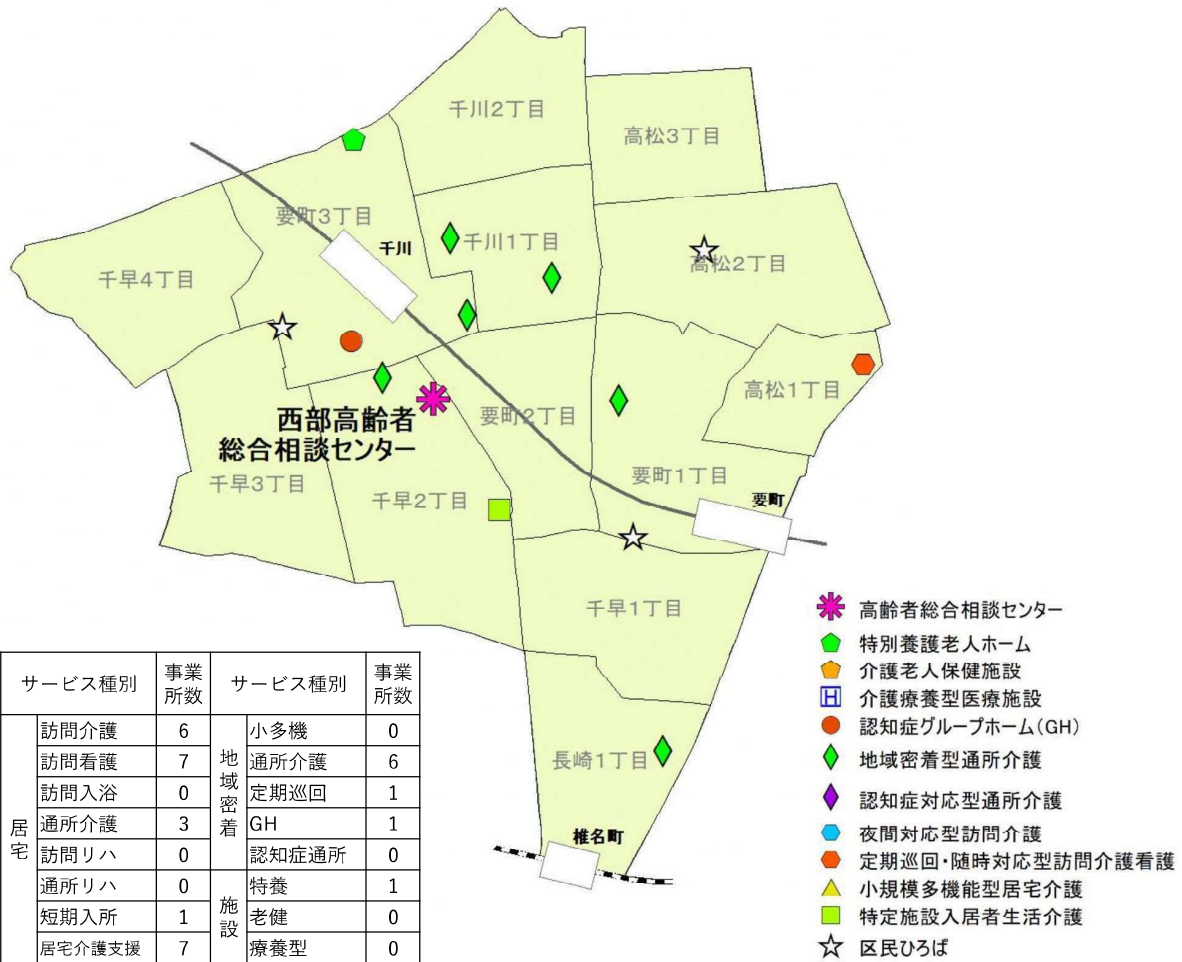 千川2丁目
高松3丁目
要町3丁目
千川
千川1丁目
高松2丁目
千早4丁目
高松1丁目
要町2丁目
西部高齢者
総合相談センター
要町1丁目
千早3丁目
千早2丁目
要町
千早1丁目
長崎1丁目
椎名町
高齢者総合相談センター
特別養護老人ホーム
介護老人保健施設
H 介護療養型医療施設
認知症グループホーム(GH)
地域密着型通所介護
認知症対応型通所介護
夜間対応型訪問介護
定期巡回・随時対応型訪問介護看護
小規模多機能型居宅介護
特定施設入居者生活介護
区民ひろば
サービス種別 事業所数 サービス種別 事業所数
居宅 訪問介護 6 地域密着 小多機 0
訪問看護 7 通所介護 6
訪問入浴 0 定期巡回 1
通所介護 3 GH 1
訪問リハ 0 認知症通所 0
通所リハ 0 施設 特養 1
短期入所 1 老健 0
居宅介護支援 7 療養型 0